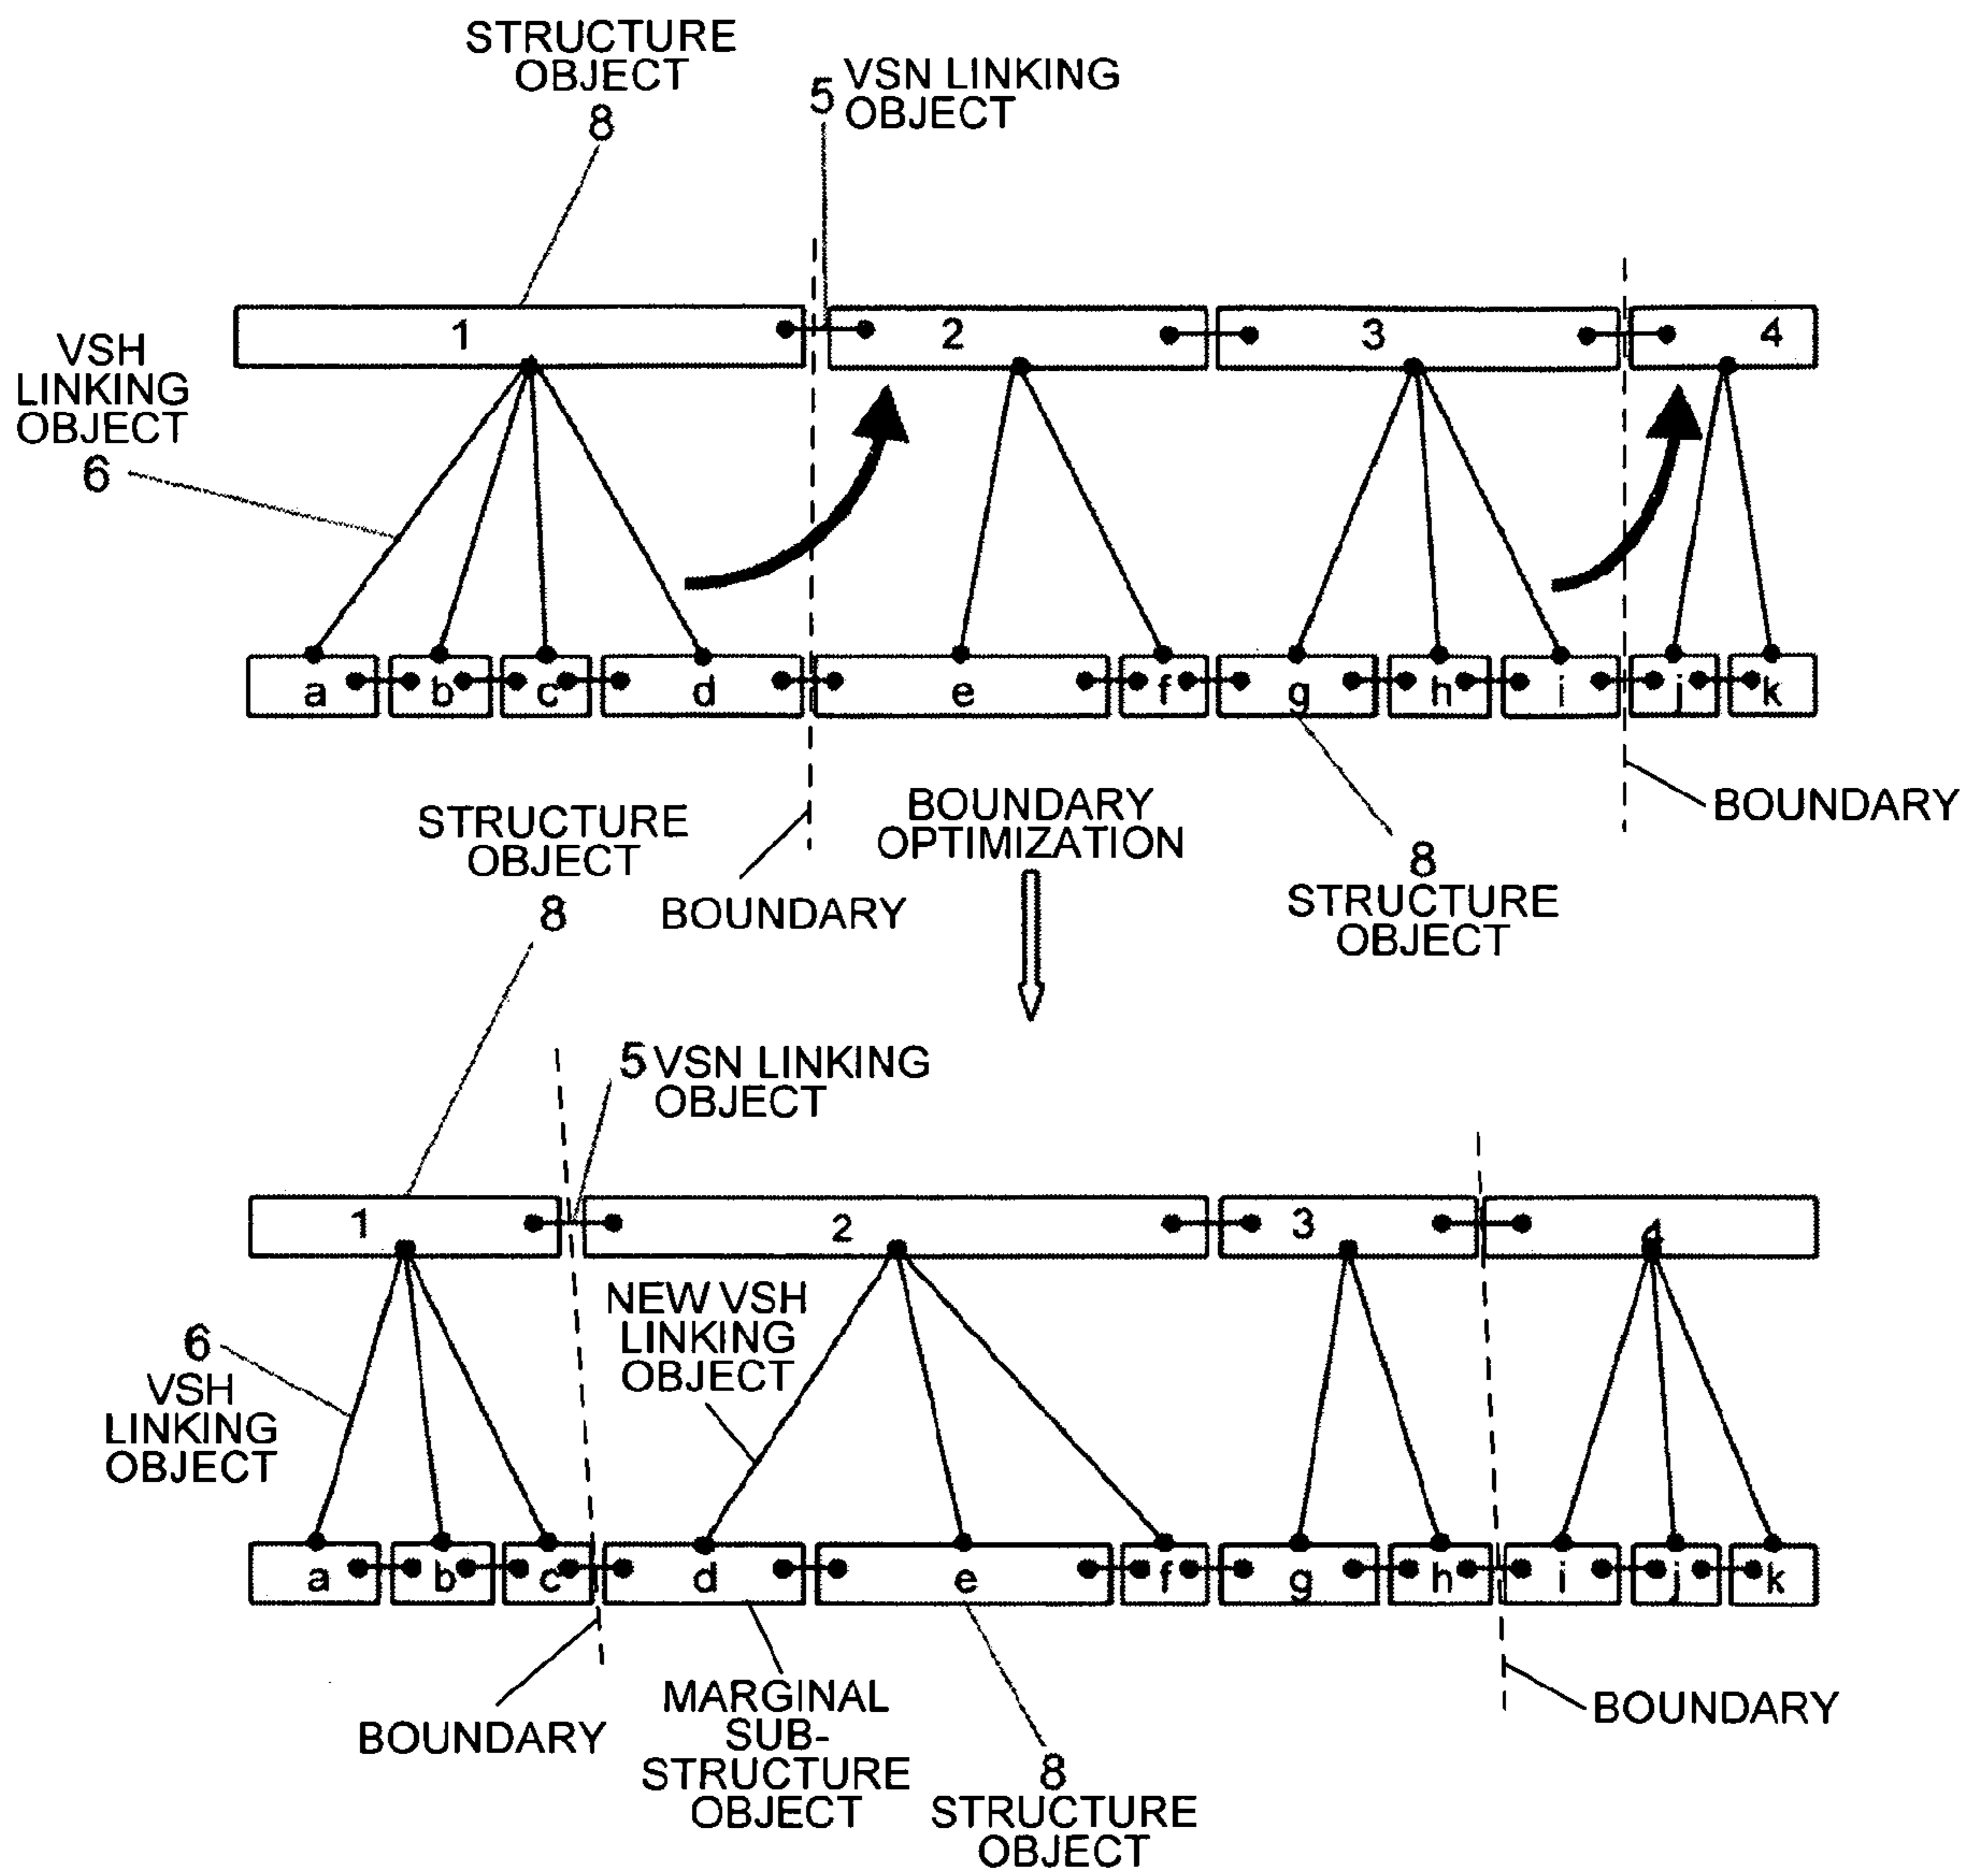 STRUCTURE
OBJECT
8
5 VSN LINKING
OBJECT
VSH
LINKING
OBJECT
6
1
2
3
4
a
b
c
d
e
f
g
h
i
j
k
STRUCTURE
OBJECT
8
BOUNDARY
BOUNDARY
OPTIMIZATION
8
STRUCTURE
OBJECT
BOUNDARY
5 VSN LINKING
OBJECT
1
2
3
4
6
VSH
LINKING
OBJECT
NEW VSH
LINKING
OBJECT
a
b
c
d
e
f
g
h
i
j
k
BOUNDARY
MARGINAL
SUB-
STRUCTURE
OBJECT
8
STRUCTURE
OBJECT
BOUNDARY